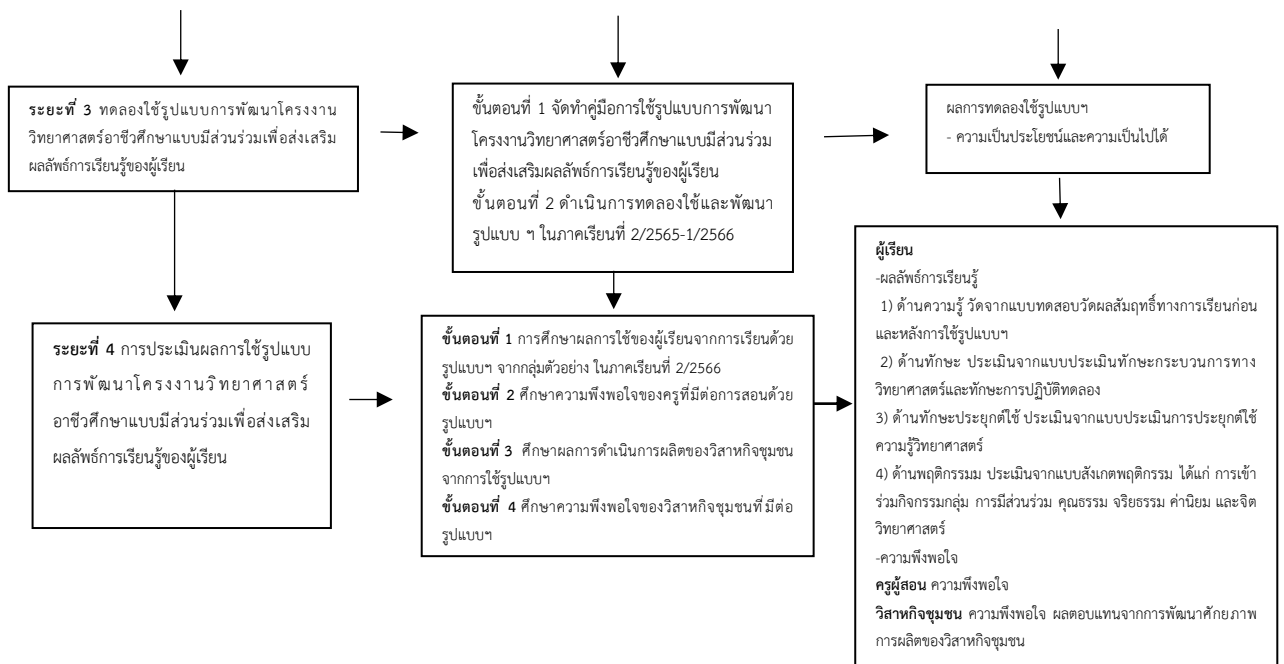 ระยะที่ 3 ทดลองใช้รูปแบบการพัฒนาโครงงาน
วิทยาศาสตร์อาชีวศึกษาแบบมีส่วนร่วมเพื่อส่งเสริม
ผลลัพธ์การเรียนรู้ของผู้เรียน
ขั้นตอนที่ 1 จัดทำคู่มือการใช้รูปแบบการพัฒนา
โครงงานวิทยาศาสตร์อาชีวศึกษาแบบมีส่วนร่วม
เพื่อส่งเสริมผลลัพธ์การเรียนรู้ของผู้เรียน
ขั้นตอนที่ 2 ดำเนินการทดลองใช้และพัฒนา
รูปแบบ ฯ ในภาคเรียนที่ 2/2565-1/2566
ผลการทดลองใช้รูปแบบฯ
- ความเป็นประโยชน์และความเป็นไปได้
ระยะที่ 4 การประเมินผลการใช้รูปแบบ
การพัฒนาโครงงานวิทยาศาสตร์
อาชีวศึกษาแบบมีส่วนร่วมเพื่อส่งเสริม
ผลลัพธ์การเรียนรู้ของผู้เรียน
ขั้นตอนที่ 1 การศึกษาผลการใช้ของผู้เรียนจากการเรียนด้วย
รูปแบบฯ จากกลุ่มตัวอย่าง ในภาคเรียนที่ 2/2566
ขั้นตอนที่ 2 ศึกษาความพึงพอใจของครูที่มีต่อการสอนด้วย
รูปแบบฯ
ขั้นตอนที่ 3 ศึกษาผลการดำเนินการผลิตของวิสาหกิจชุมชน
จากการใช้รูปแบบฯ
ขั้นตอนที่ 4 ศึกษาความพึงพอใจของวิสาหกิจชุมชนที่มีต่อ
รูปแบบฯ
ผู้เรียน
-ผลลัพธ์การเรียนรู้
1) ด้านความรู้ วัดจากแบบทดสอบวัดผลสัมฤทธิ์ทางการเรียนก่อน
และหลังการใช้รูปแบบฯ
2) ด้านทักษะ ประเมินจากแบบประเมินทักษะกระบวนการทาง
วิทยาศาสตร์และทักษะการปฏิบัติทดลอง
3) ด้านทักษะประยุกต์ใช้ ประเมินจากแบบประเมินการประยุกต์ใช้
ความรู้วิทยาศาสตร์
4) ด้านพฤติกรรมม ประเมินจากแบบสังเกตพฤติกรรม ได้แก่ การเข้า
ร่วมกิจกรรมกลุ่ม การมีส่วนร่วม คุณธรรม จริยธรรม ค่านิยม และจิต
วิทยาศาสตร์
-ความพึงพอใจ
ครูผู้สอน ความพึงพอใจ
วิสาหกิจชุมชน ความพึงพอใจ ผลตอบแทนจากการพัฒนาศักยภาพ
การผลิตของวิสาหกิจชุมชน